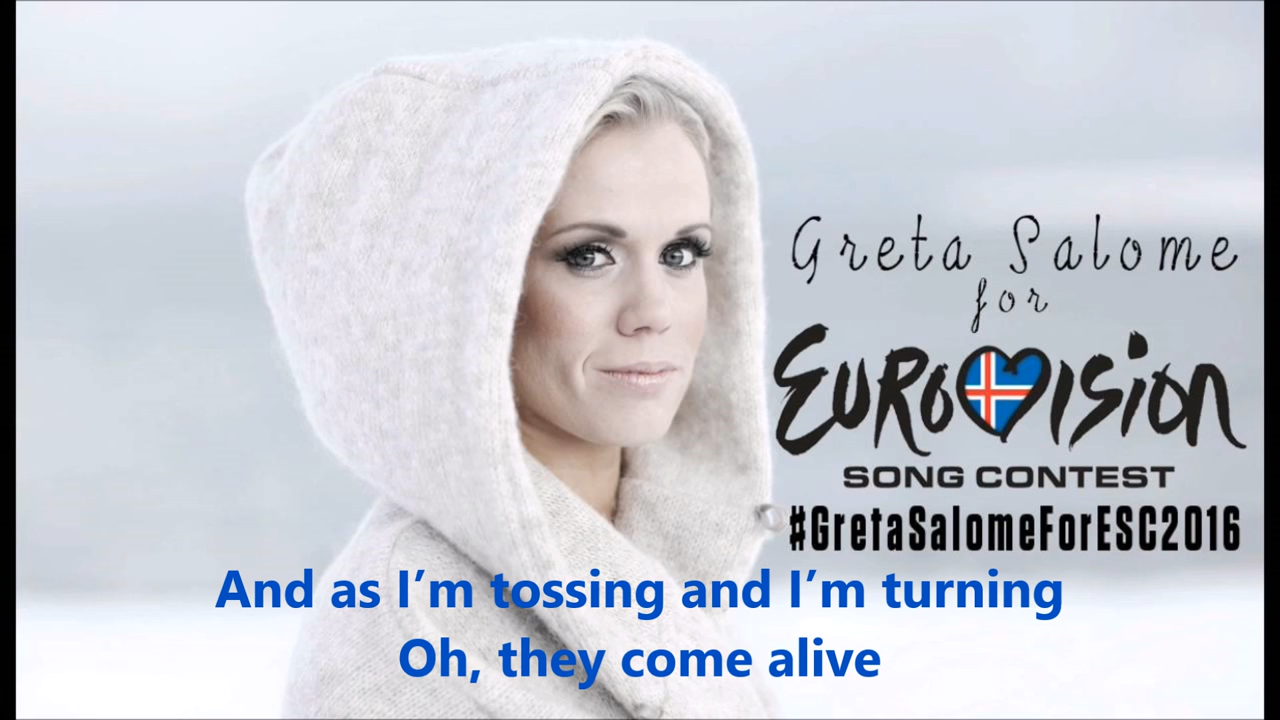 Greta Salome
for
EUROVISION
SONG CONTEST
#GretaSalomeForESC2016
And as I’m tossing and I’m turning
Oh, they come alive